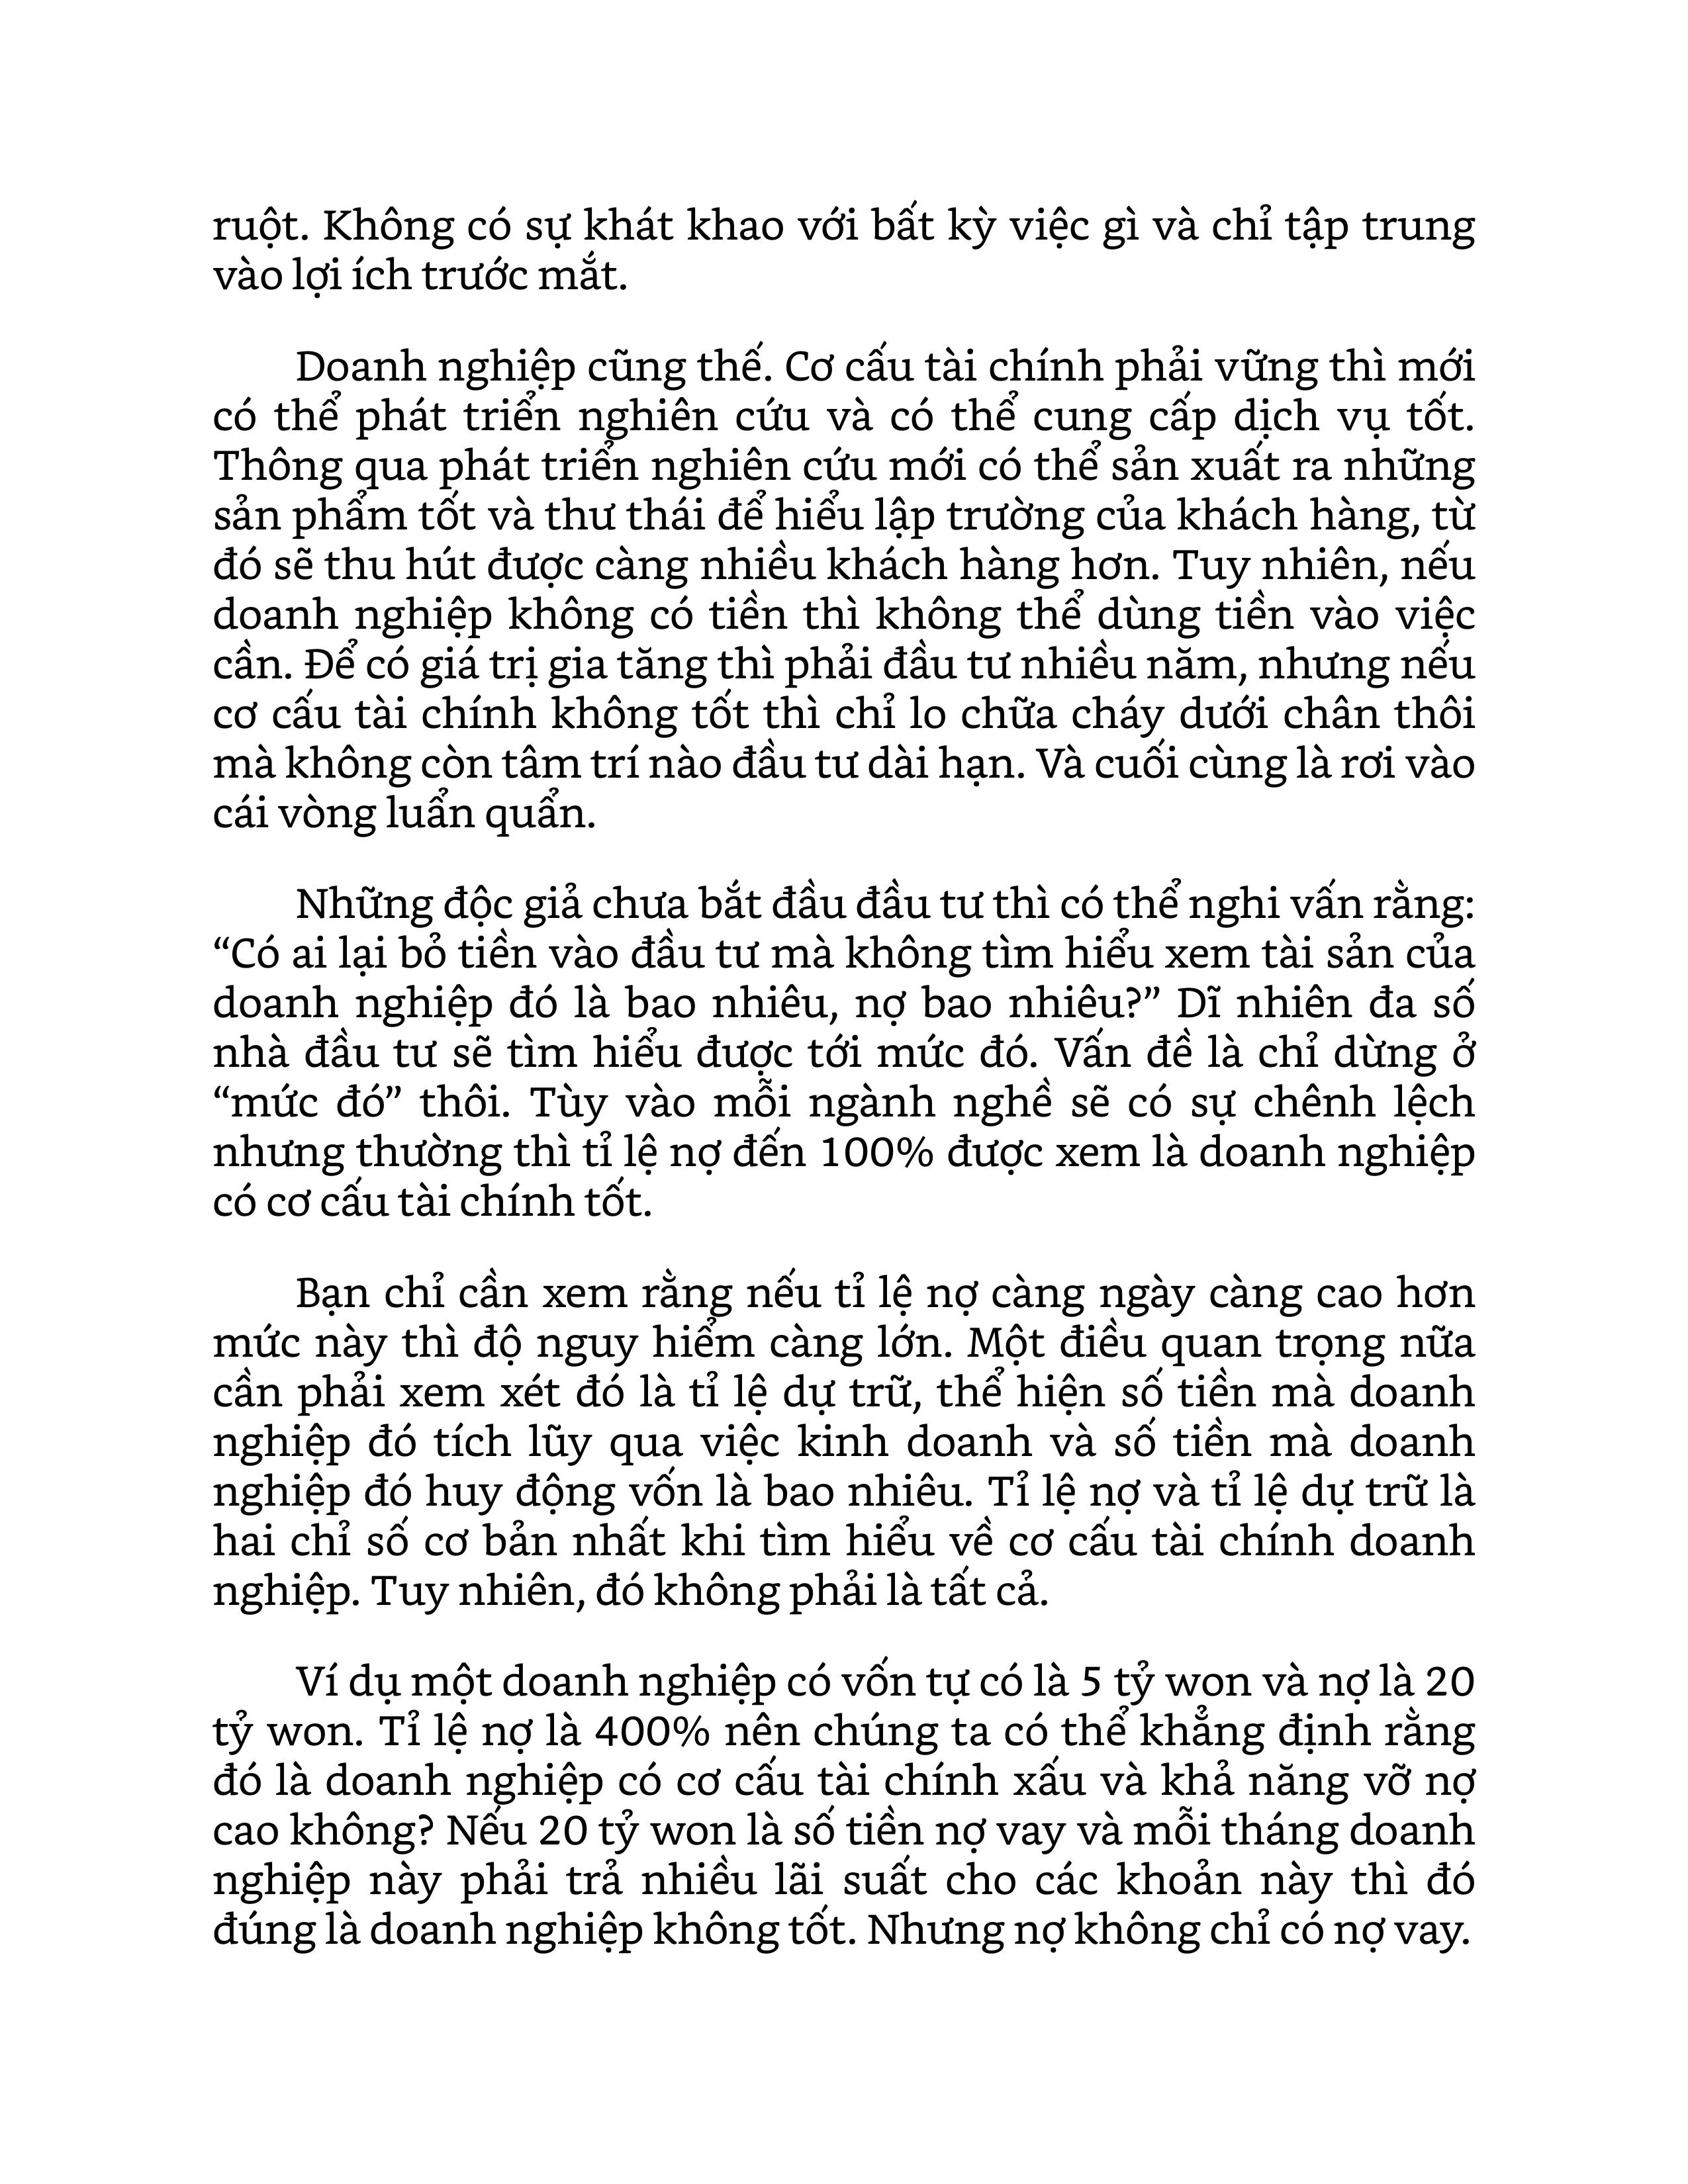 ruột. Không có sự khát khao với bất kỳ việc gì và chỉ tập trung
vào lợi ích trước mắt.
Doanh nghiệp cũng thế. Cơ cấu tài chính phải vững thì mới
có thể phát triển nghiên cứu và có thể cung cấp dịch vụ tốt.
Thông qua phát triển nghiên cứu mới có thể sản xuất ra những
sản phẩm tốt và thư thái để hiểu lập trường của khách hàng, từ
đó sẽ thu hút được càng nhiều khách hàng hơn. Tuy nhiên, nếu
doanh nghiệp không có tiền thì không thể dùng tiền vào việc
cần. Để có giá trị gia tăng thì phải đầu tư nhiều năm, nhưng nếu
cơ cấu tài chính không tốt thì chỉ lo chữa cháy dưới chân thôi
mà không còn tâm trí nào đầu tư dài hạn. Và cuối cùng là rơi vào
cái vòng luẩn quẩn.
Những độc giả chưa bắt đầu đầu tư thì có thể nghi vấn rằng:
“Có ai lại bỏ tiền vào đầu tư mà không tìm hiểu xem tài sản của
doanh nghiệp đó là bao nhiêu, nợ bao nhiêu?” Dĩ nhiên đa số
nhà đầu tư sẽ tìm hiểu được tới mức đó. Vấn đề là chỉ dừng ở
“mức đó” thôi. Tùy vào mỗi ngành nghề sẽ có sự chênh lệch
nhưng thường thì tỉ lệ nợ đến 100% được xem là doanh nghiệp
có cơ cấu tài chính tốt.
Bạn chỉ cần xem rằng nếu tỉ lệ nợ càng ngày càng cao hơn
mức này thì độ nguy hiểm càng lớn. Một điều quan trọng nữa
cần phải xem xét đó là tỉ lệ dự trữ, thể hiện số tiền mà doanh
nghiệp đó tích lũy qua việc kinh doanh và số tiền mà doanh
nghiệp đó huy động vốn là bao nhiêu. Tỉ lệ nợ và tỉ lệ dự trữ là
hai chỉ số cơ bản nhất khi tìm hiểu về cơ cấu tài chính doanh
nghiệp. Tuy nhiên, đó không phải là tất cả.
Ví dụ một doanh nghiệp có vốn tự có là 5 tỷ won và nợ là 20
tỷ won. Tỉ lệ nợ là 400% nên chúng ta có thể khẳng định rằng
đó là doanh nghiệp có cơ cấu tài chính xấu và khả năng vỡ nợ
cao không? Nếu 20 tỷ won là số tiền nợ vay và mỗi tháng doanh
nghiệp này phải trả nhiều lãi suất cho các khoản này thì đó
đúng là doanh nghiệp không tốt. Nhưng nợ không chỉ có nợ vay.